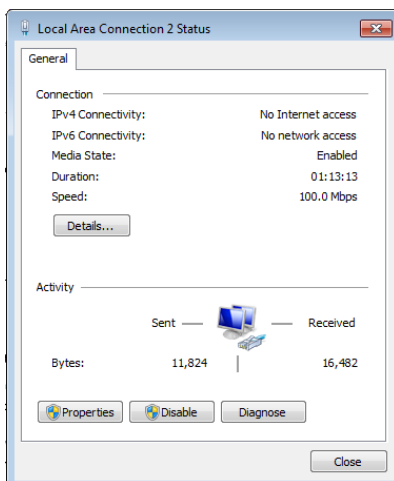 Local Area Connection 2 Status
General
Connection
IPv4 Connectivity: No Internet access
IPv6 Connectivity: No network access
Media State: Enabled
Duration: 01:13:13
Speed: 100.0 Mbps
Details...
Activity
Sent Received
Bytes: 11,824 16,482
Properties Disable Diagnose
Close